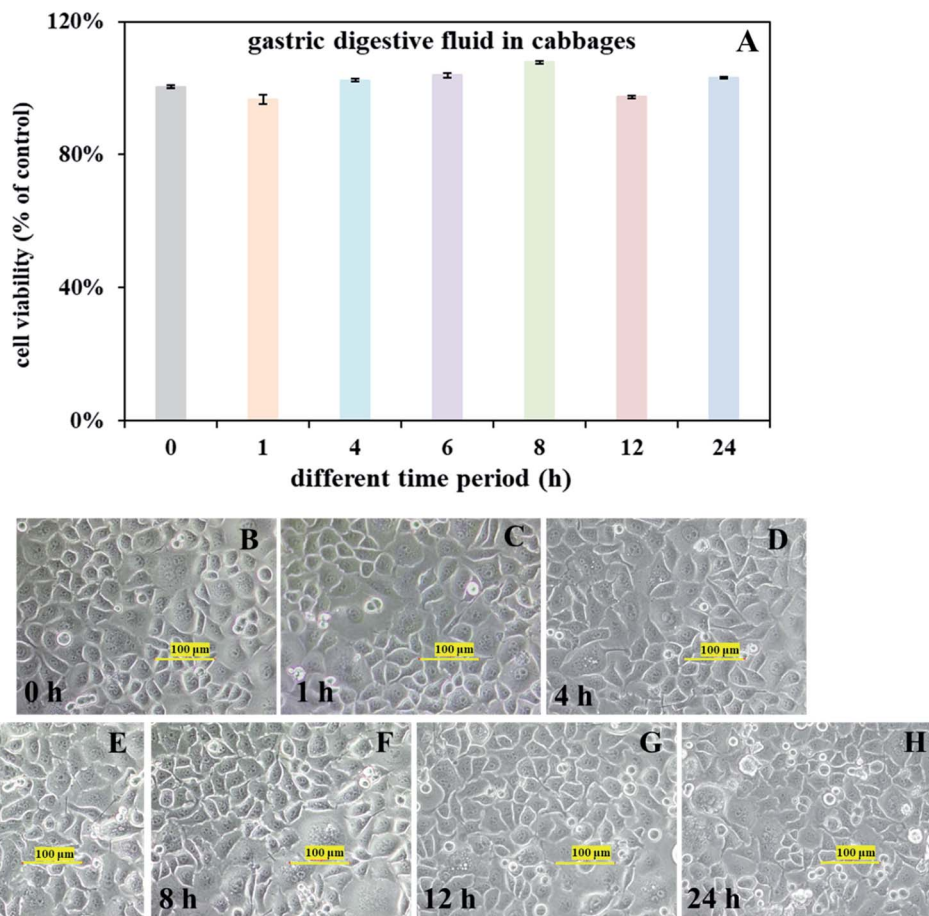 gastric digestive fluid in cabbages
A
120%
80%
40%
0%
cell viability (% of control)
0 1 4 6 8 12 24
different time period (h)
B
100 μm
0 h
C
100 μm
1 h
D
100 μm
4 h
E
100 μm
F
100 μm
8 h
G
100 μm
12 h
H
100 μm
24 h